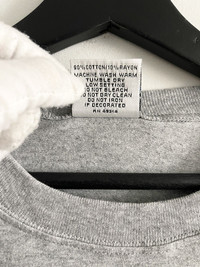 90%COTTON/10%RAYON
MACHINE WASH WARM
TUMBLE DRY
LOW SETTING
DO NOT BLEACH
DO NOT DRY CLEAN
DO NOT IRON
IF DECORATED